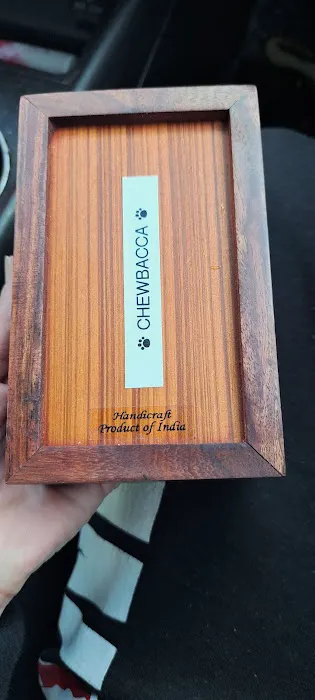 🐾 CHEWBACCA 🐾
Handicraft
Product of India